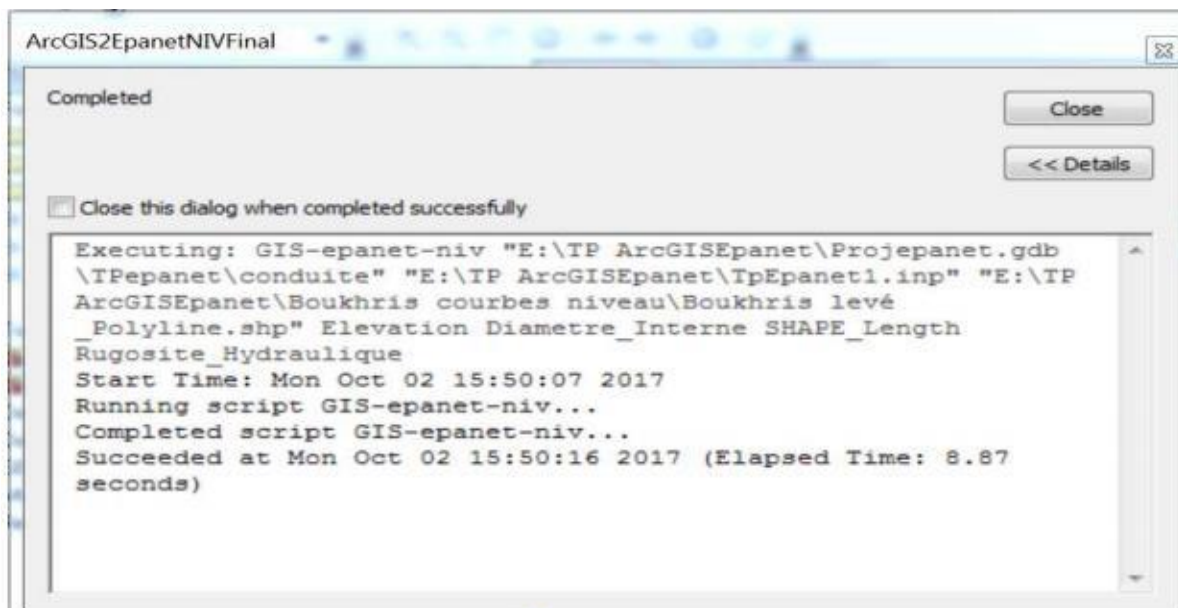 ArcGIS2EpanetNIVFinal
Completed
Close
<< Details
Close this dialog when completed successfully
Executing: GIS-epanet-niv "E:\TP ArcGISEpanet\Projepanet.gdb
\TPepanet\conduite" "E:\TP ArcGISEpanet\TpEpanet1.inp" "E:\TP
ArcGISEpanet\Boukhris courbes niveau\Boukhris levé
_Polyline.shp" Elevation Diametre_Interne SHAPE_Length
Rugosite_Hydraulique
Start Time: Mon Oct 02 15:50:07 2017
Running script GIS-epanet-niv...
Completed script GIS-epanet-niv...
Succeeded at Mon Oct 02 15:50:16 2017 (Elapsed Time: 8.87
seconds)